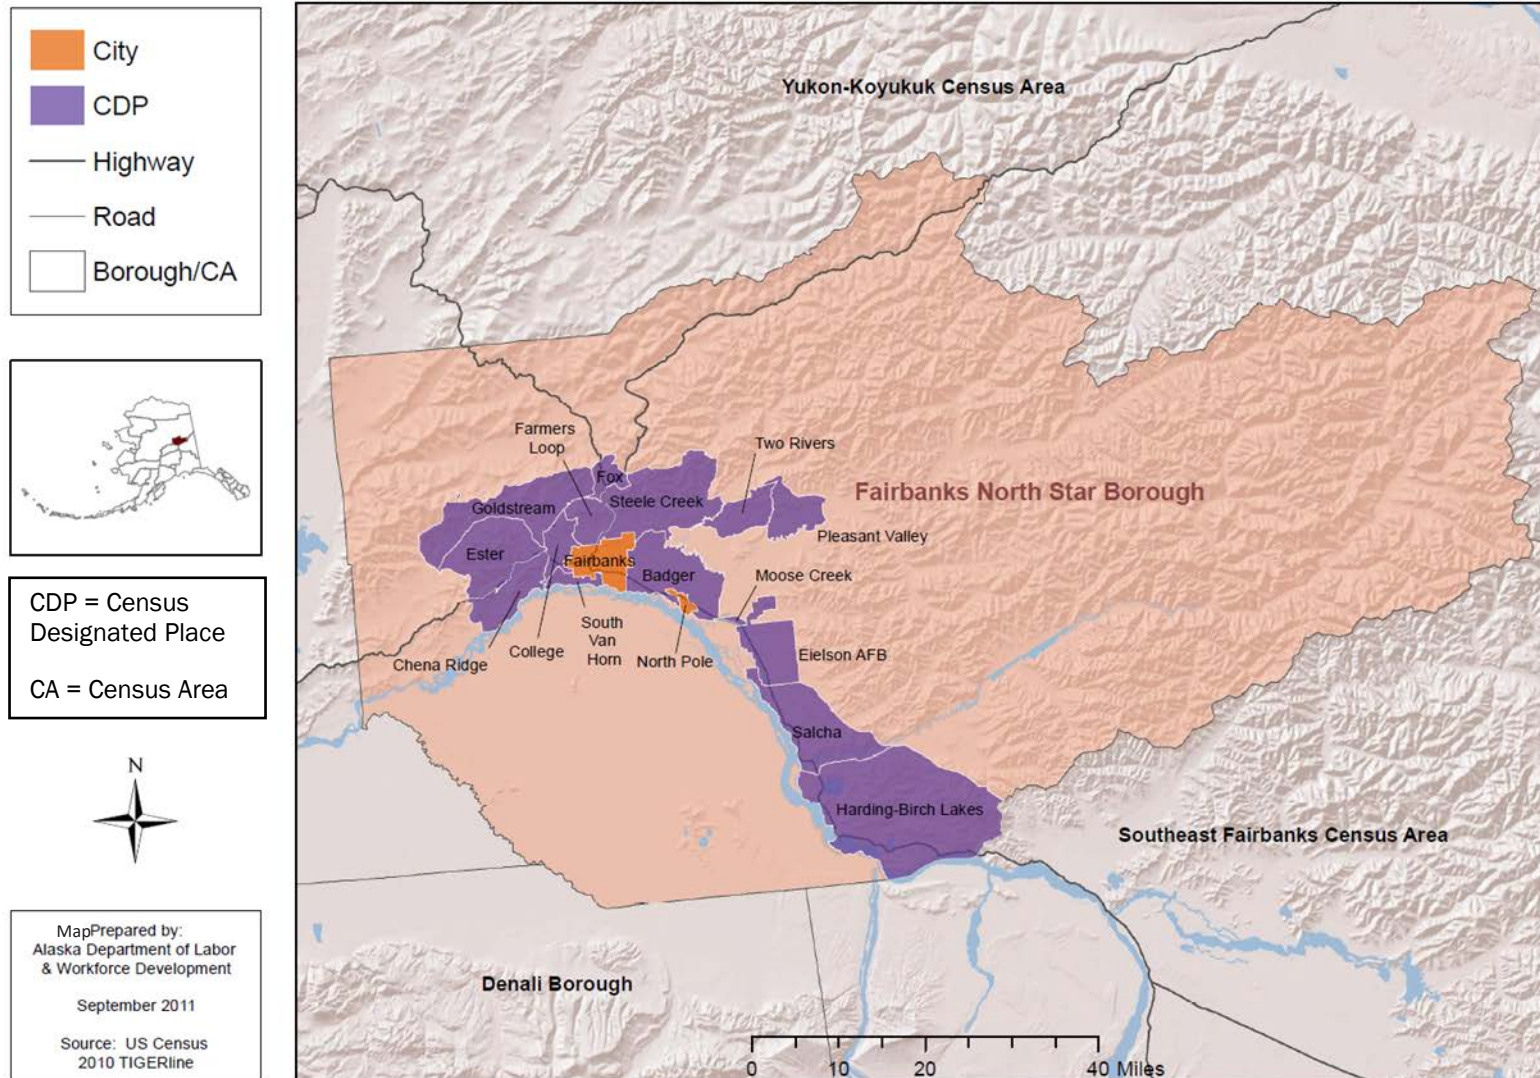 City
CDP
Highway
Road
Borough/CA
CDP = Census
Designated Place
CA = Census Area
N
MapPrepared by:
Alaska Department of Labor
& Workforce Development
September 2011
Source: US Census
2010 TIGERline
Yukon-Koyukuk Census Area
Farmers
Loop
Two Rivers
Fox
Steele Creek
Goldstream
Fairbanks North Star Borough
Pleasant Valley
Ester
Fairbanks
Badger
Moose Creek
South
Van
Horn
College
Chena Ridge
North Pole
Eielson AFB
Salcha
Harding-Birch Lakes
Southeast Fairbanks Census Area
Denali Borough
0 10 20 40 Miles